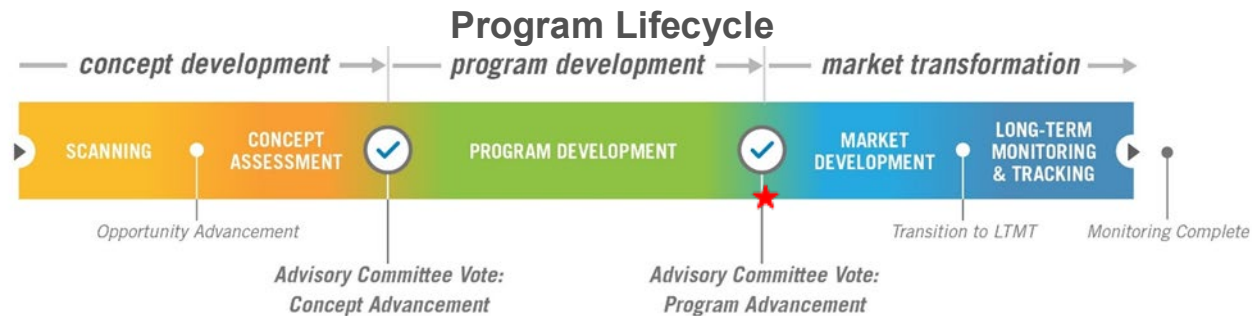 Program Lifecycle
concept development
program development
market transformation
SCANNING
CONCEPT
ASSESSMENT
PROGRAM DEVELOPMENT
MARKET
DEVELOPMENT
LONG-TERM
MONITORING
& TRACKING
Opportunity Advancement
Transition to LTMT
Monitoring Complete
Advisory Committee Vote:
Concept Advancement
Advisory Committee Vote:
Program Advancement